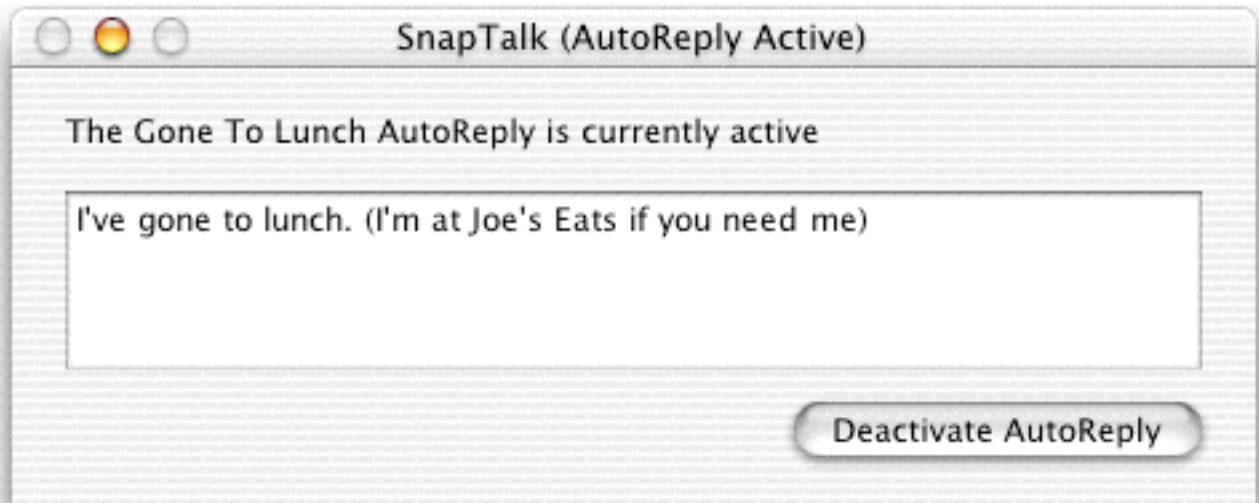 SnapTalk (AutoReply Active)
The Gone To Lunch AutoReply is currently active
I've gone to lunch. (I'm at Joe's Eats if you need me)
Deactivate AutoReply